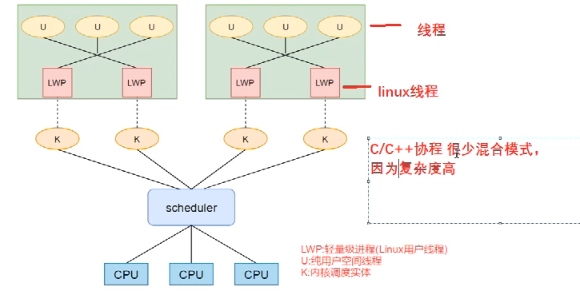 U U U U U U
线程
LWP LWP LWP LWP
linux线程
K K K K
C/C++协程 很少混合模式，
因为复杂度高
scheduler
LWP:轻量级进程(Linux用户线程)
U:纯用户空间线程
K:内核调度实体
CPU CPU CPU